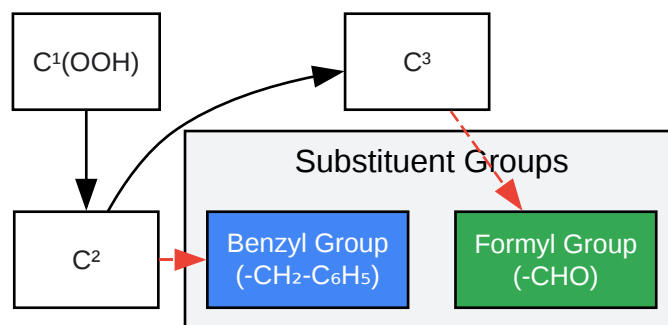 C¹(OOH)
C³
Substituent Groups
C²
Benzyl Group
(-CH₂-C₆H₅)
Formyl Group
(-CHO)